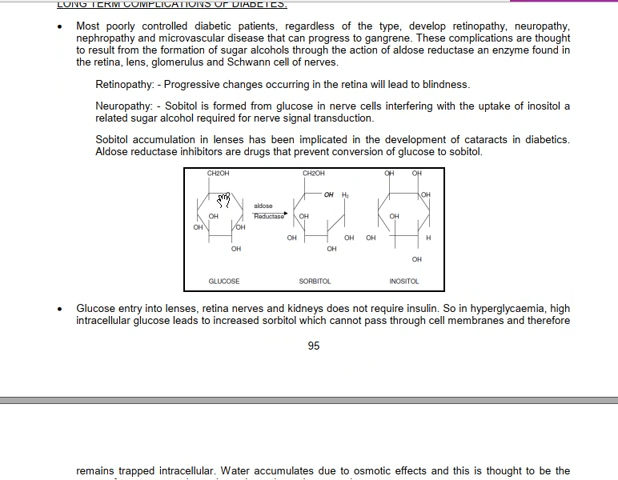 LONG TERM COMPLICATIONS OF DIABETES:
• Most poorly controlled diabetic patients, regardless of the type, develop retinopathy, neuropathy,
nephropathy and microvascular disease that can progress to gangrene. These complications are thought
to result from the formation of sugar alcohols through the action of aldose reductase an enzyme found in
the retina, lens, glomerulus and Schwann cell of nerves.
Retinopathy: - Progressive changes occurring in the retina will lead to blindness.
Neuropathy: - Sobitol is formed from glucose in nerve cells interfering with the uptake of inositol a
related sugar alcohol required for nerve signal transduction.
Sobitol accumulation in lenses has been implicated in the development of cataracts in diabetics.
Aldose reductase inhibitors are drugs that prevent conversion of glucose to sobitol.
CH2OH CH2OH OH OH
OH H2 OH
aldose
Reductase
OH OH OH
OH OH
OH OH OH H
OH OH
OH
GLUCOSE SORBITOL INOSITOL
• Glucose entry into lenses, retina nerves and kidneys does not require insulin. So in hyperglycaemia, high
intracellular glucose leads to increased sorbitol which cannot pass through cell membranes and therefore
95
remains trapped intracellular. Water accumulates due to osmotic effects and this is thought to be the